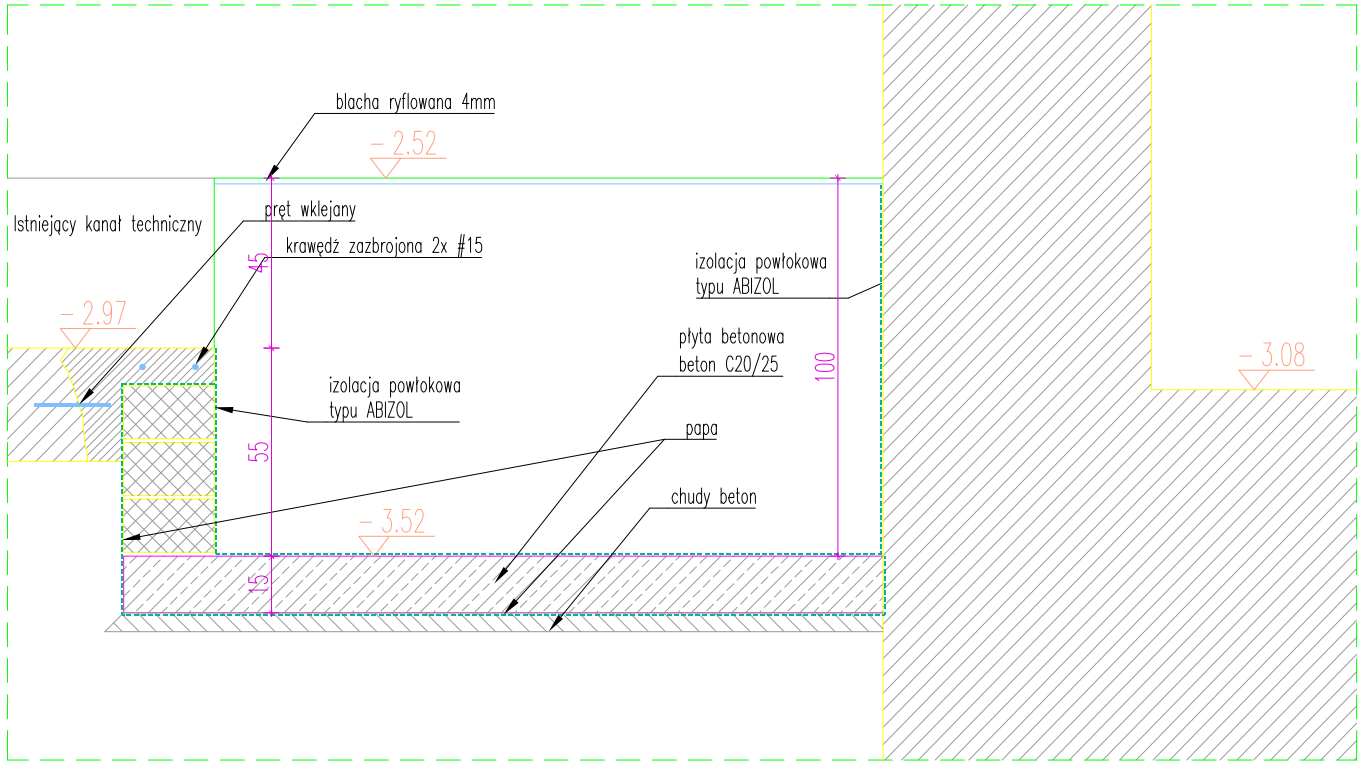 blacha ryflowana 4mm
- 2.52
Istniejący kanał techniczny
pręt wklejany
krawędź zazbrojona 2x #15
45
izolacja powłokowa
typu ABIZOL
- 2.97
płyta betonowa
beton C20/25
100
- 3.08
izolacja powłokowa
typu ABIZOL
papa
55
chudy beton
- 3.52
15